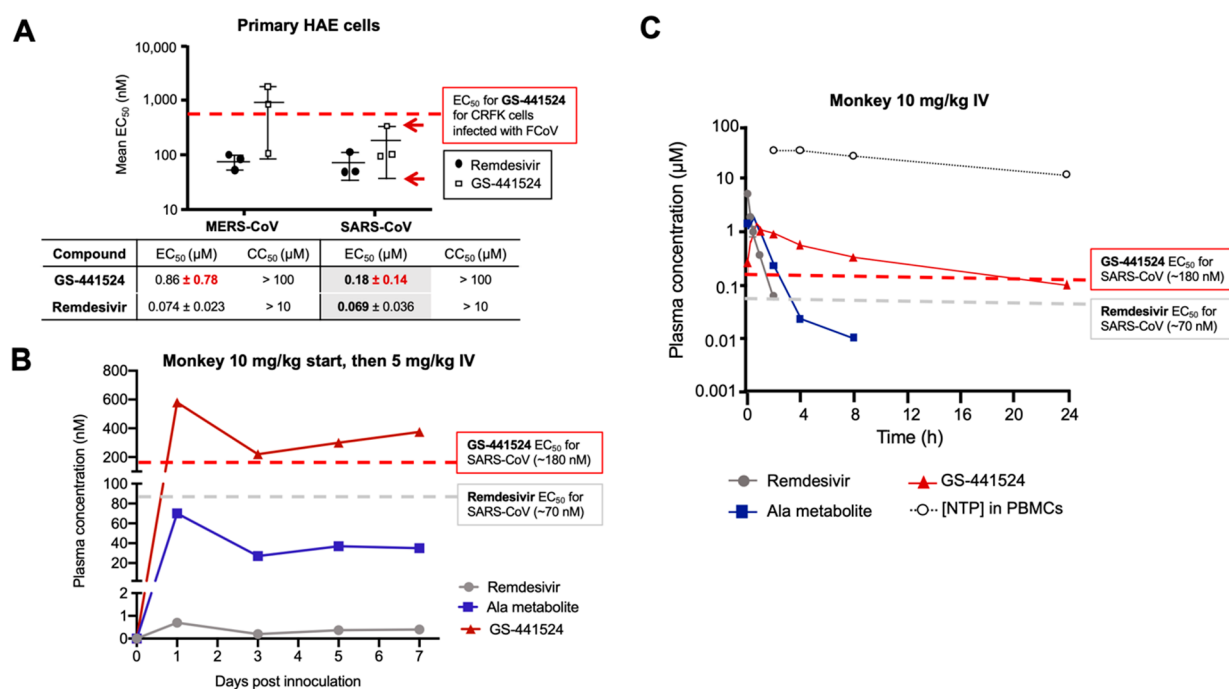 A
Primary HAE cells
Mean EC50 (nM)
10,000
1,000
100
10
MERS-CoV
SARS-CoV
EC50 for GS-441524
for CRFK cells
infected with FCoV
Remdesivir
GS-441524
Compound EC50 (µM) CC50 (µM) EC50 (µM) CC50 (µM)
GS-441524 0.86 ± 0.78 > 100 0.18 ± 0.14 > 100
Remdesivir 0.074 ± 0.023 > 10 0.069 ± 0.036 > 10
B
Monkey 10 mg/kg start, then 5 mg/kg IV
Plasma concentration (nM)
800
600
400
200
100
80
60
40
20
2
1
0
0 1 3 5 7
Days post innoculation
GS-441524 EC50 for
SARS-CoV (~180 nM)
Remdesivir EC50 for
SARS-CoV (~70 nM)
Remdesivir
Ala metabolite
GS-441524
C
Monkey 10 mg/kg IV
Plasma concentration (µM)
100
10
1
0.1
0.01
0.001
0 4 8 12 16 20 24
Time (h)
GS-441524 EC50 for
SARS-CoV (~180 nM)
Remdesivir EC50 for
SARS-CoV (~70 nM)
Remdesivir
GS-441524
Ala metabolite
[NTP] in PBMCs